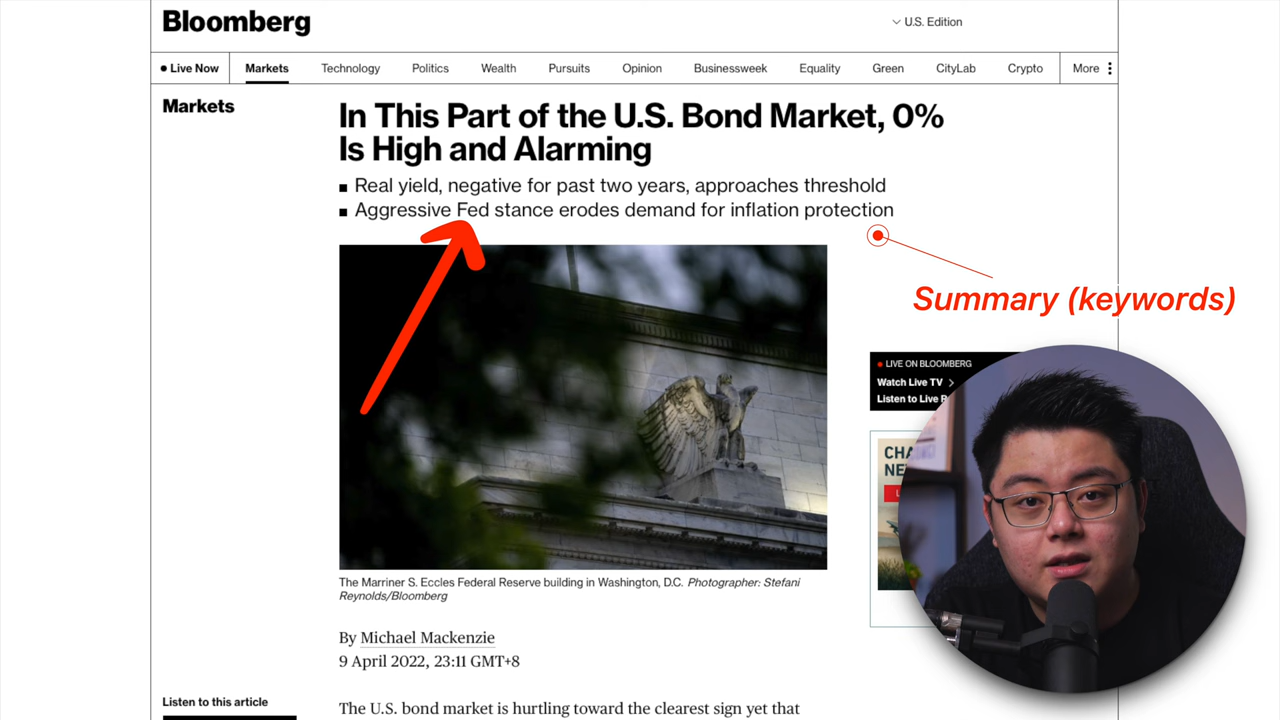 Bloomberg
U.S. Edition
Live Now
Markets
Technology
Politics
Wealth
Pursuits
Opinion
Businessweek
Equality
Green
CityLab
Crypto
More
Markets
In This Part of the U.S. Bond Market, 0%
Is High and Alarming
Real yield, negative for past two years, approaches threshold
Aggressive Fed stance erodes demand for inflation protection
Summary (keywords)
LIVE ON BLOOMBERG
Watch Live TV
Listen to Live
The Marriner S. Eccles Federal Reserve building in Washington, D.C. Photographer: Stefani
Reynolds/Bloomberg
By Michael Mackenzie
9 April 2022, 23:11 GMT+8
Listen to this article
The U.S. bond market is hurtling toward the clearest sign yet that